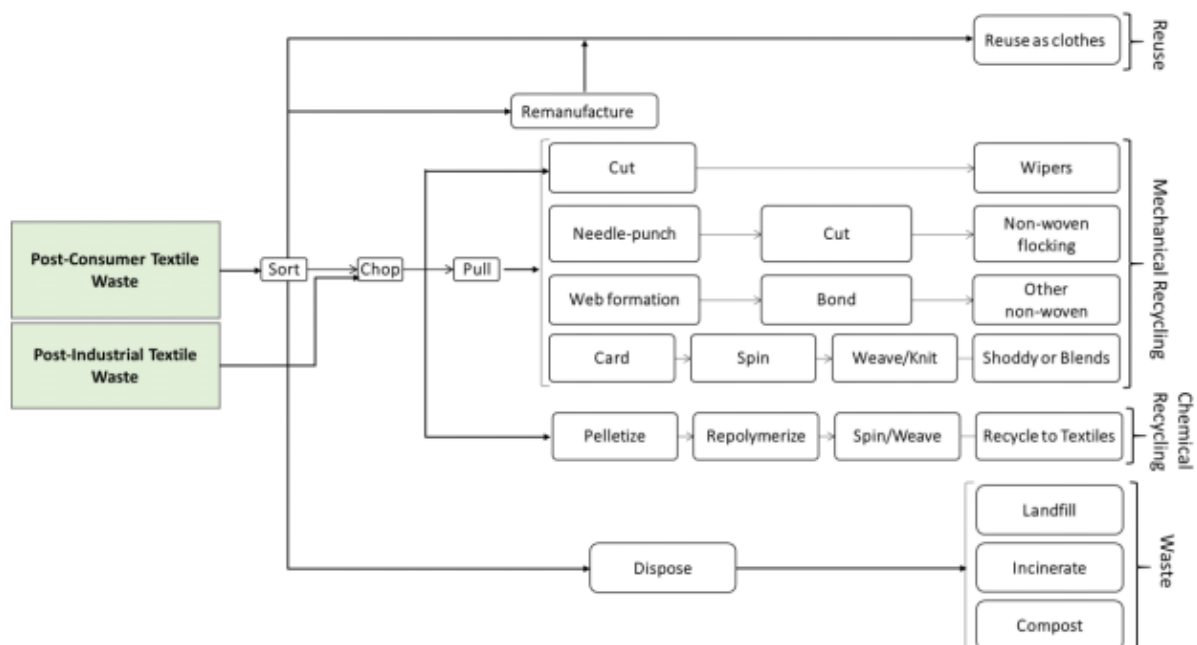 Reuse as clothes
Reuse
Remanufacture
Cut
Wipers
Needle-punch
Cut
Non-woven
flocking
Web formation
Bond
Other
non-woven
Card
Spin
Weave/Knit
Shoddy or Blends
Mechanical Recycling
Post-Consumer Textile
Waste
Sort
Chop
Pull
Post-Industrial Textile
Waste
Pelletize
Repolymerize
Spin/Weave
Recycle to Textiles
Chemical
Recycling
Dispose
Landfill
Incinerate
Compost
Waste